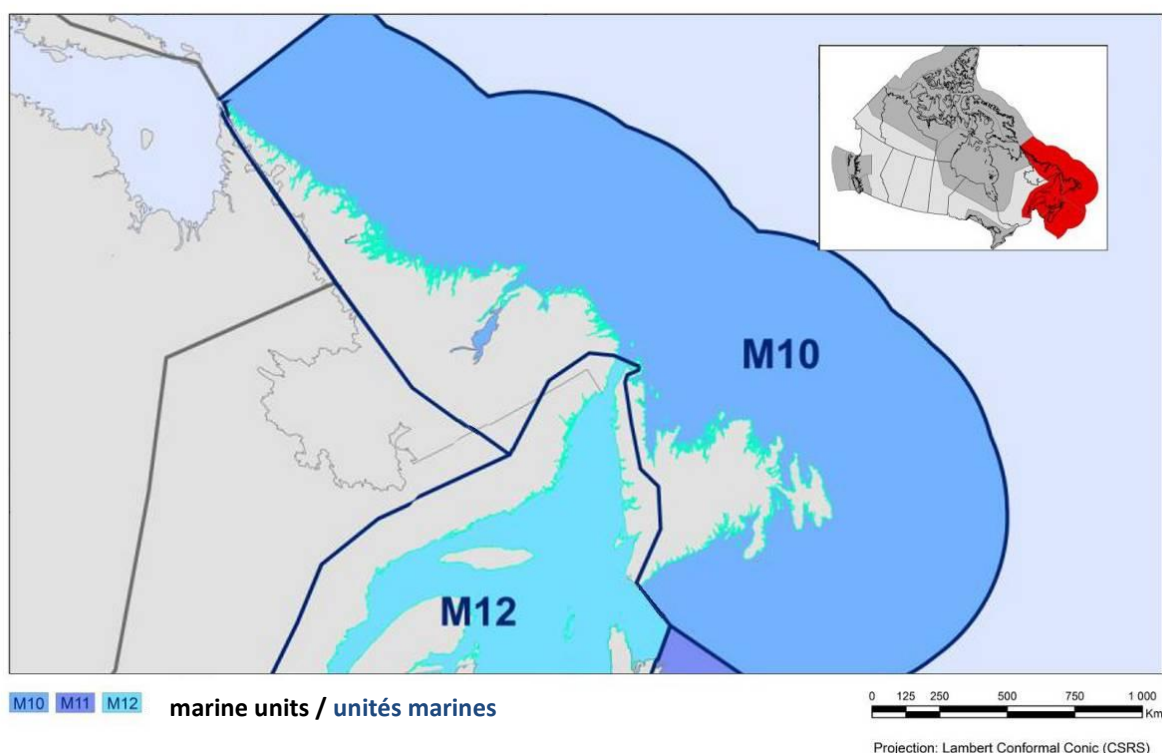 M10
M12
M10 M11 M12 marine units / unités marines
0 125 250 500 750 1 000
Km
Projection: Lambert Conformal Conic (CSRS)